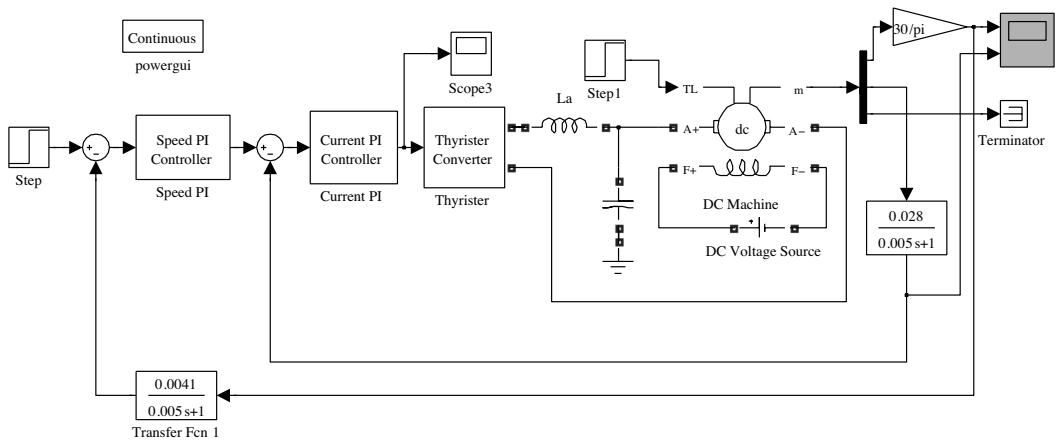 Continuous
powergui
30/pi
Scope3
Step1
TL
m
La
Step
+
−
Speed PI
Controller
Speed PI
+
−
Current PI
Controller
Current PI
Thyrister
Converter
Thyrister
A+
dc
A−
F+
F−
DC Machine
+
DC Voltage Source
Terminator
0.028
0.005 s+1
0.0041
0.005 s+1
Transfer Fcn 1